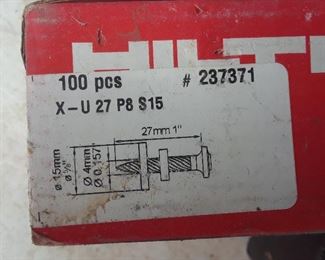 HILTI
100 pcs # 237371
X-U 27 P8 S15
27mm 1"
ø 15mm
ø ⅝"
Ø 4mm
Ø 0.157"